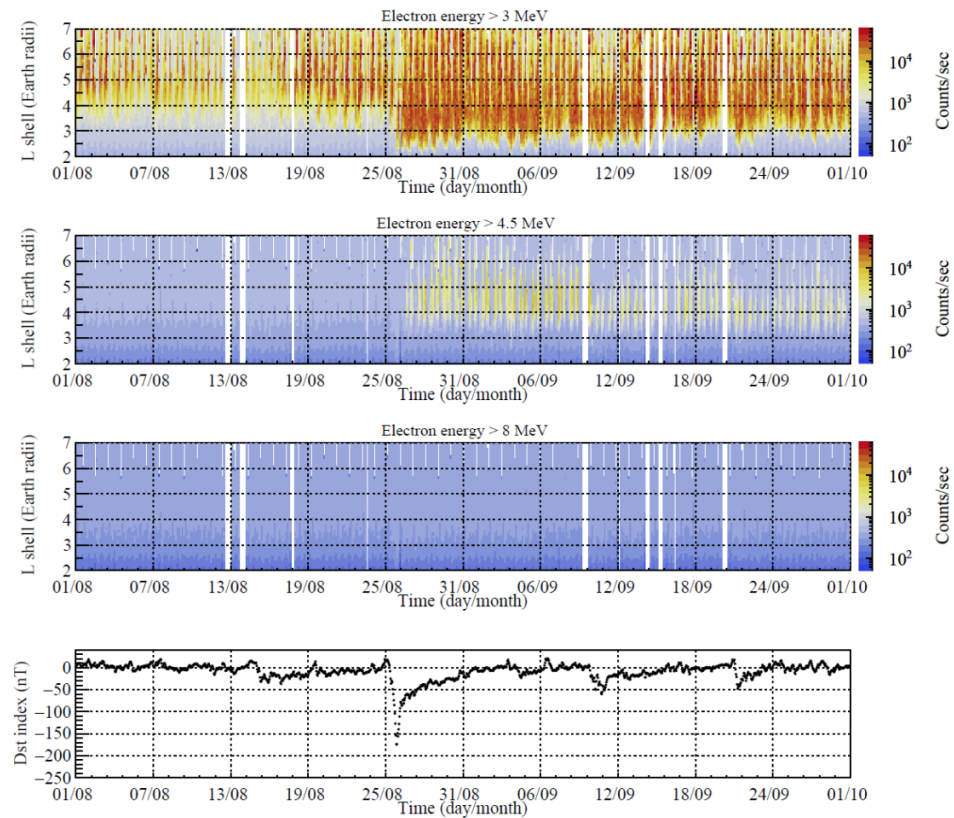 Electron energy > 3 MeV
L shell (Earth radii)
7
6
5
4
3
2
01/08 07/08 13/08 19/08 25/08 31/08 06/09 12/09 18/09 24/09 01/10
Time (day/month)
10⁴
10³
10²
Counts/sec
Electron energy > 4.5 MeV
L shell (Earth radii)
7
6
5
4
3
2
01/08 07/08 13/08 19/08 25/08 31/08 06/09 12/09 18/09 24/09 01/10
Time (day/month)
10⁴
10³
10²
Counts/sec
Electron energy > 8 MeV
L shell (Earth radii)
7
6
5
4
3
2
01/08 07/08 13/08 19/08 25/08 31/08 06/09 12/09 18/09 24/09 01/10
Time (day/month)
10⁴
10³
10²
Counts/sec
Dst index (nT)
0
−50
−100
−150
−200
−250
01/08 07/08 13/08 19/08 25/08 31/08 06/09 12/09 18/09 24/09 01/10
Time (day/month)